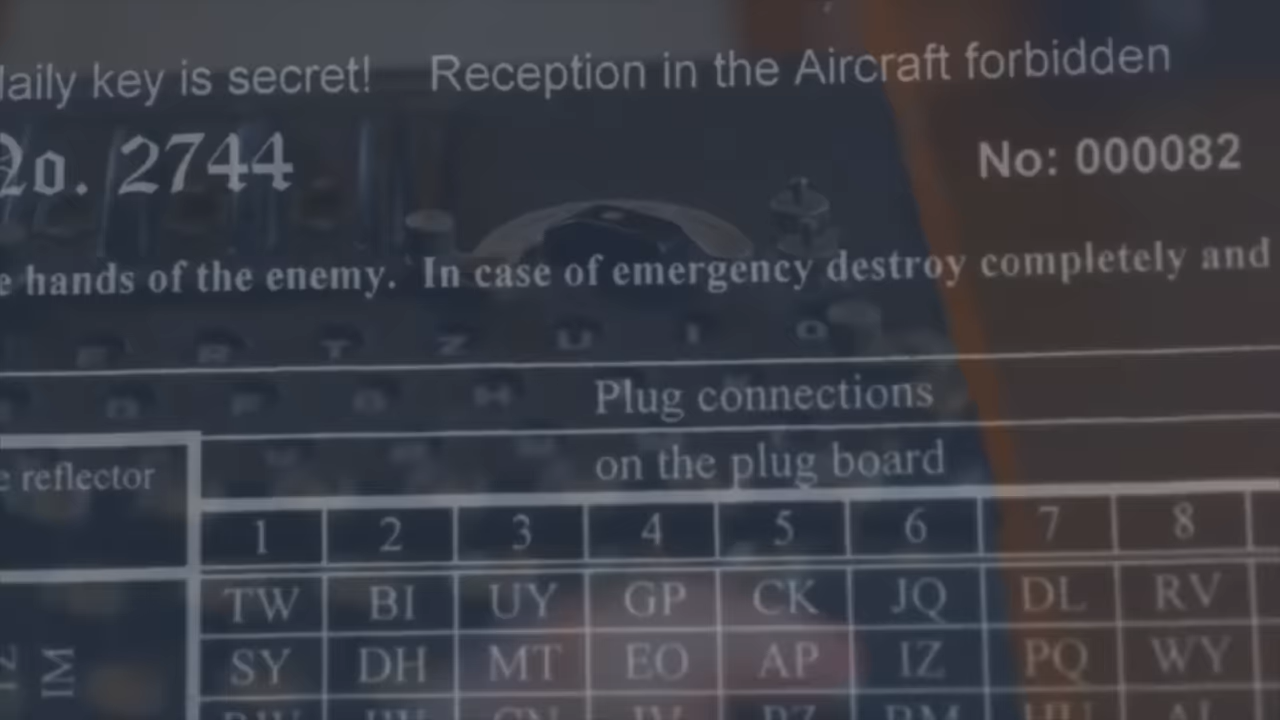 key is secret! Reception in the Aircraft forbidden
2744 No: 000082
hands of the enemy. In case of emergency destroy completely and
E R T Z U I O
Plug connections
reflector on the plug board
1 2 3 4 5 6 7 8
TW BI UY GP CK JQ DL RV
IM SY DH MT EO AP IZ PQ WY